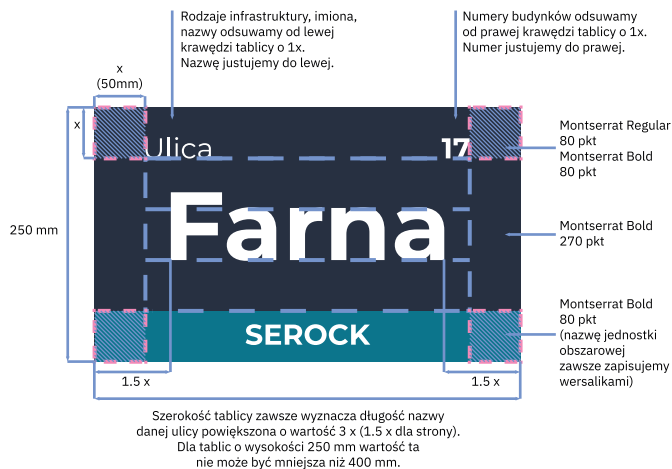 Rodzaje infrastruktury, imiona,
nazwy odsuwamy od lewej
krawędzi tablicy o 1x.
Nazwę justujemy do lewej.
Numery budynków odsuwamy
od prawej krawędzi tablicy o 1x.
Numer justujemy do prawej.
x
(50mm)
x
Ulica
17
Montserrat Regular
80 pkt
Montserrat Bold
80 pkt
250 mm
Farna
Montserrat Bold
270 pkt
SEROCK
Montserrat Bold
80 pkt
(nazwę jednostki
obszarowej
zawsze zapisujemy
wersalikami)
1.5 x
1.5 x
Szerokość tablicy zawsze wyznacza długość nazwy
danej ulicy powiększona o wartość 3 x (1.5 x dla strony).
Dla tablic o wysokości 250 mm wartość ta
nie może być mniejsza niż 400 mm.